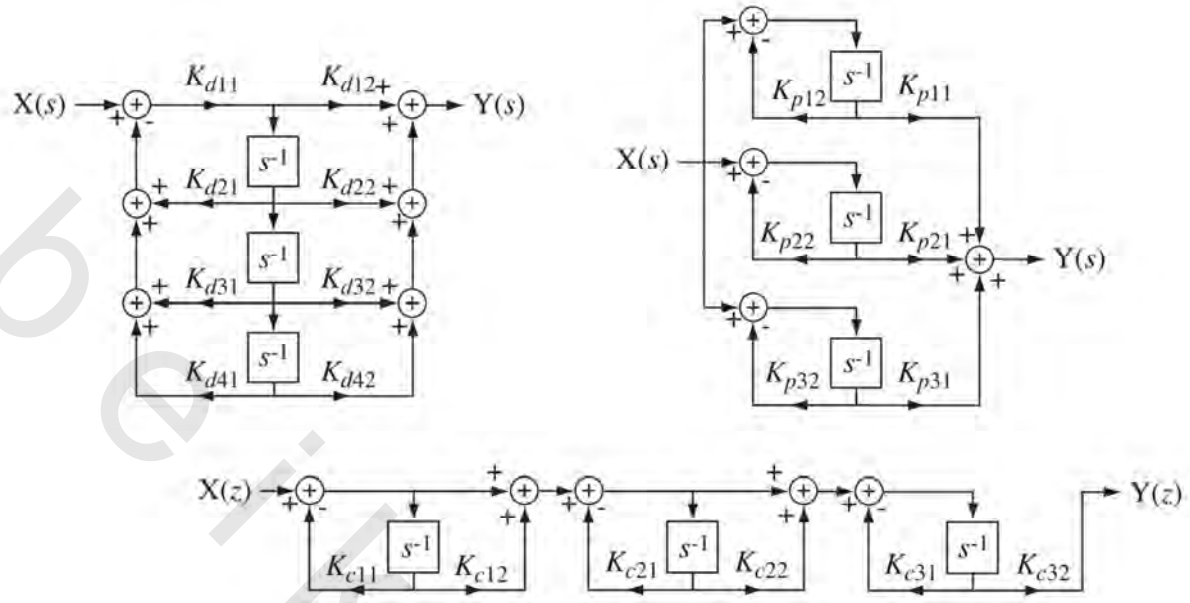 X(s)
+
-
+
K_{d11}
K_{d12}
+
+
+
Y(s)
s^{-1}
K_{d21}
K_{d22}
+
+
+
+
+
s^{-1}
K_{d31}
K_{d32}
+
+
+
+
+
s^{-1}
K_{d41}
K_{d42}
+
+
-
s^{-1}
K_{p12}
K_{p11}
X(s)
+
+
-
s^{-1}
K_{p22}
K_{p21}
+
+
+
+
Y(s)
+
+
-
s^{-1}
K_{p32}
K_{p31}
X(z)
+
+
-
s^{-1}
K_{c11}
K_{c12}
+
+
+
+
+
-
s^{-1}
K_{c21}
K_{c22}
+
+
+
+
+
-
s^{-1}
K_{c31}
K_{c32}
Y(z)